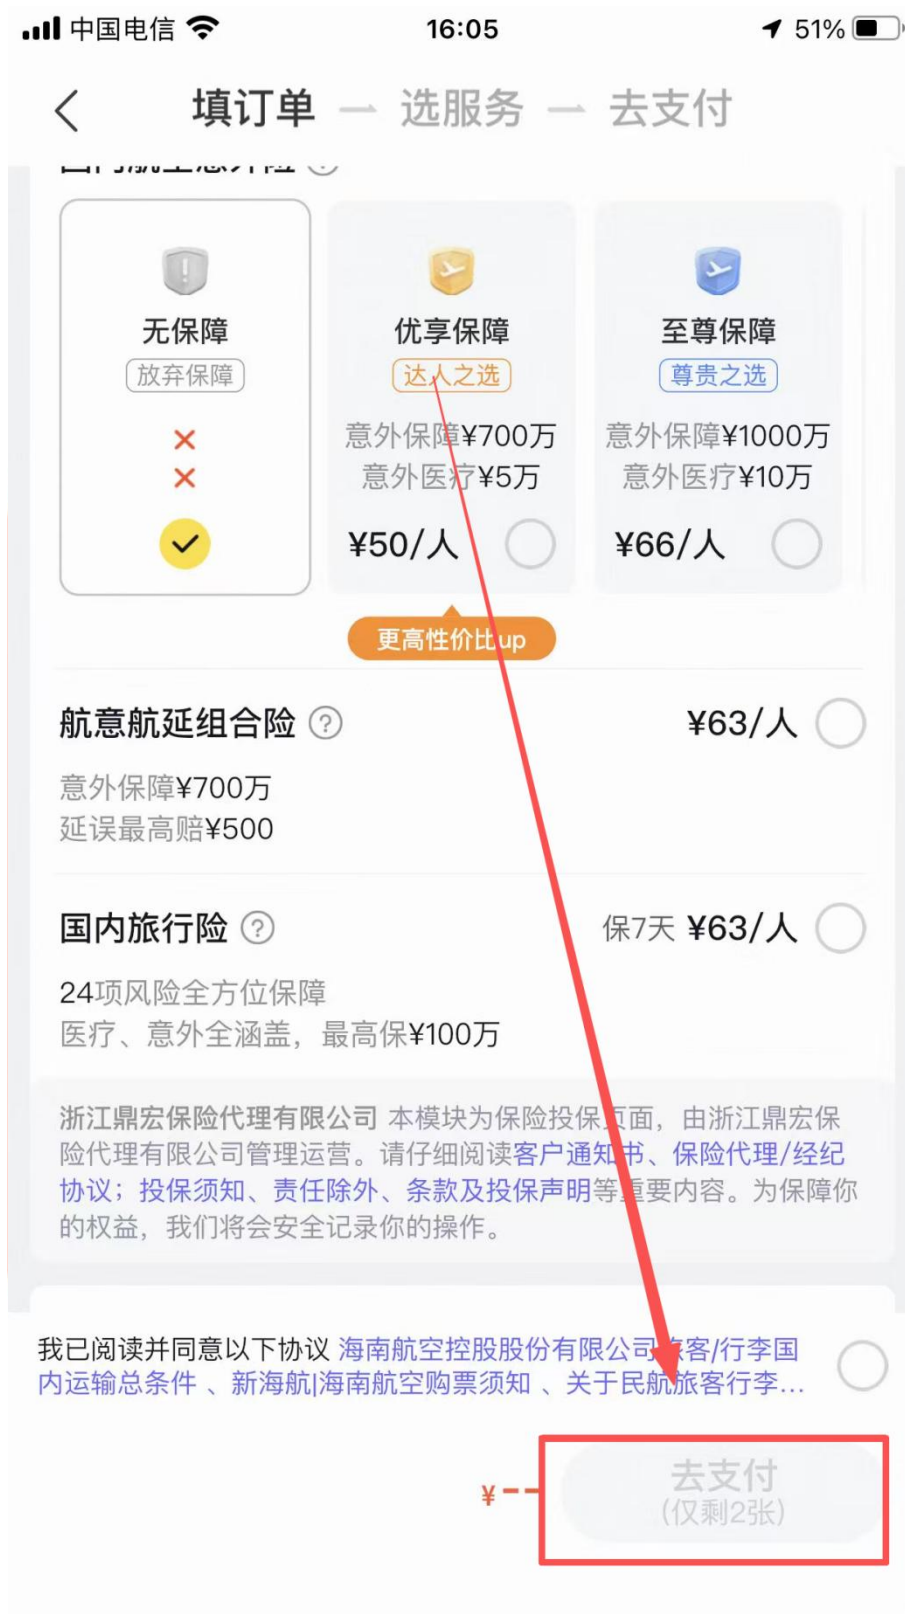 中国电信 16:05 51%
填订单 一 选服务 一 去支付
国内航空意外险 ?
无保障 优享保障 至尊保障
放弃保障 达人之选 尊贵之选
意外保障¥700万 意外保障¥1000万
意外医疗¥5万 意外医疗¥10万
¥50/人 ¥66/人
更高性价比up
航意航延组合险 ? ¥63/人
意外保障¥700万
延误最高赔¥500
国内旅行险 ? 保7天 ¥63/人
24项风险全方位保障
医疗、意外全涵盖，最高保¥100万
浙江鼎宏保险代理有限公司 本模块为保险投保页面，由浙江鼎宏保
险代理有限公司管理运营。请仔细阅读客户通知书、保险代理/经纪
协议；投保须知、责任除外、条款及投保声明等重要内容。为保障你
的权益，我们将会安全记录你的操作。
我已阅读并同意以下协议 海南航空控股股份有限公司旅客/行李国
内运输总条件 、新海航|海南航空购票须知 、关于民航旅客行李...
去支付
¥ -- (仅剩2张)